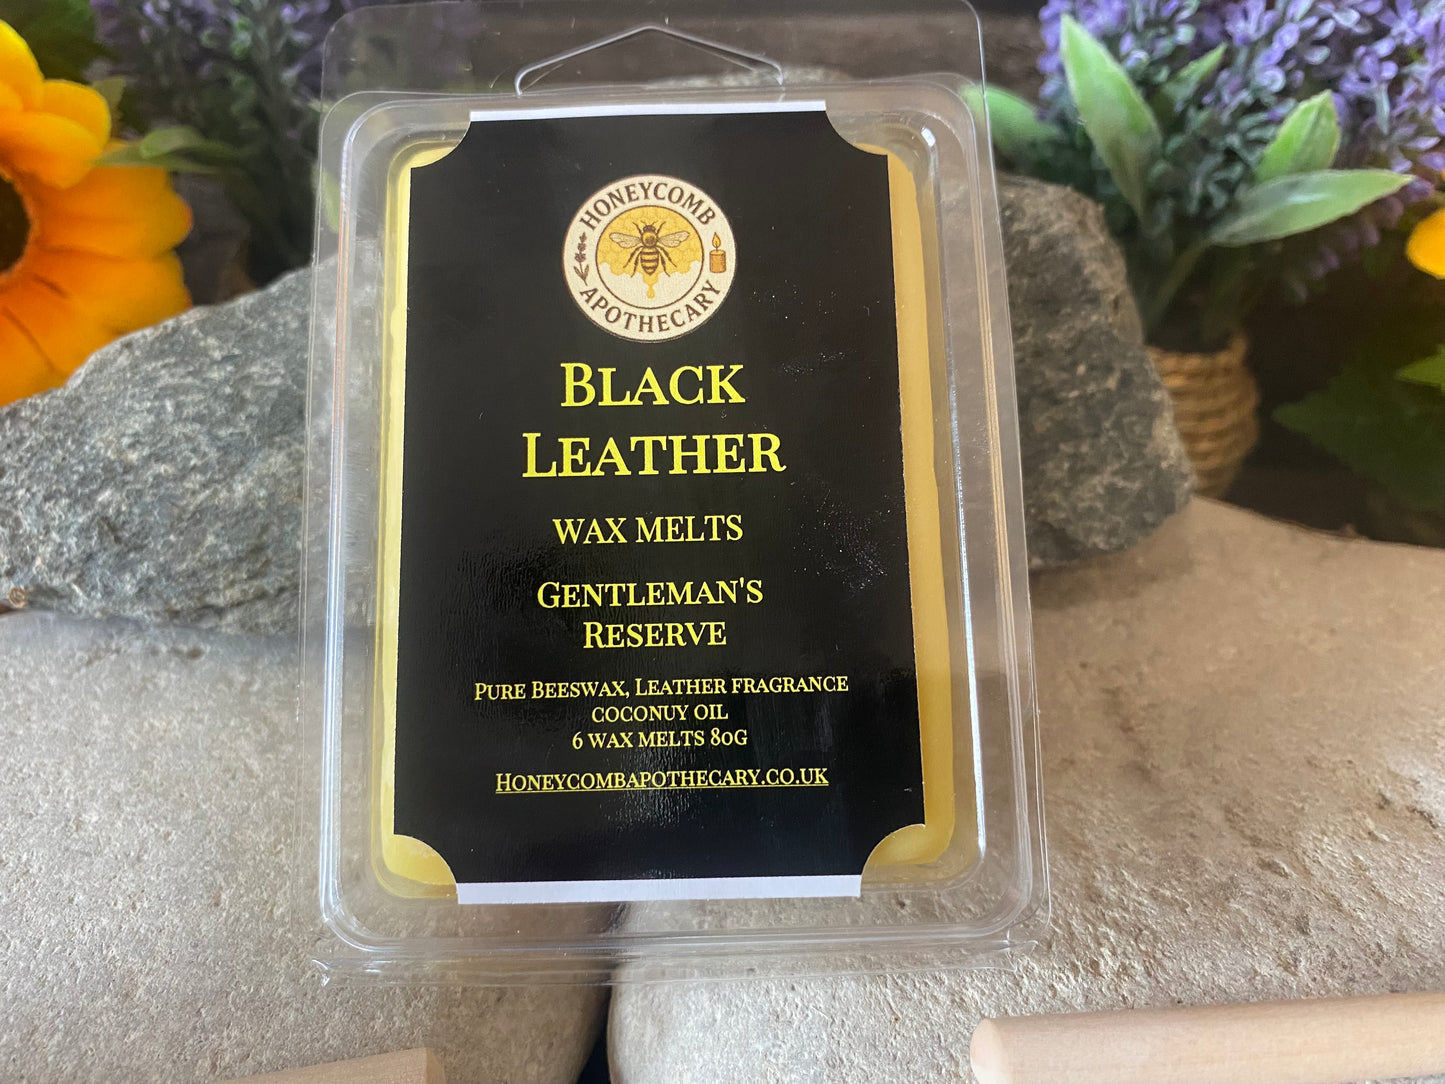 HONEYCOMB
APOTHECARY
BLACK
LEATHER
WAX MELTS
GENTLEMAN'S
RESERVE
PURE BEESWAX, LEATHER FRAGRANCE
COCONUY OIL
6 WAX MELTS 80G
HONEYCOMBAPOTHECARY.CO.UK